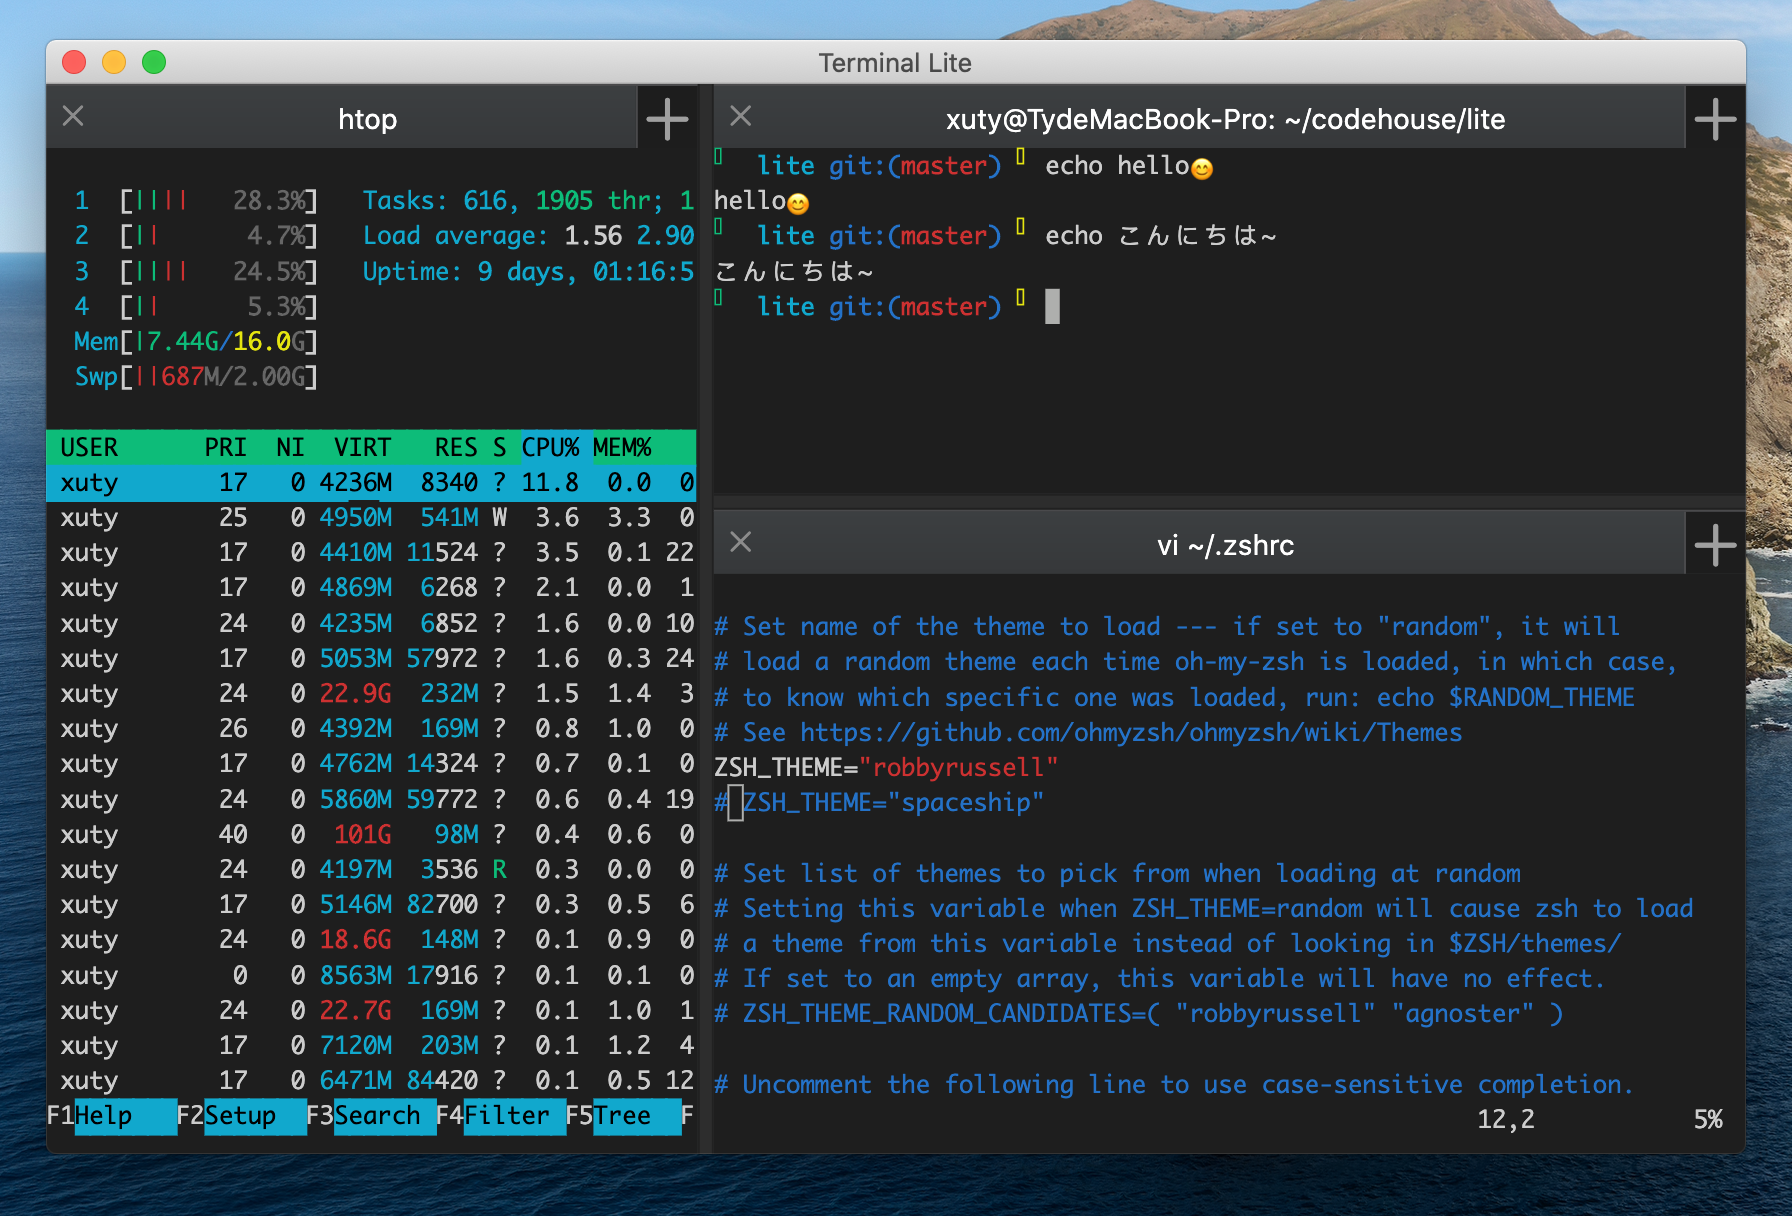 Terminal Lite
htop
1 [|||| 28.3%] Tasks: 616, 1905 thr; 1
2 [|| 4.7%] Load average: 1.56 2.90
3 [|||| 24.5%] Uptime: 9 days, 01:16:5
4 [|| 5.3%]
Mem[|7.44G/16.0G]
Swp[||687M/2.00G]
USER PRI NI VIRT RES S CPU% MEM%
xuty 17 0 4236M 8340 ? 11.8 0.0 0
xuty 25 0 4950M 541M W 3.6 3.3 0
xuty 17 0 4410M 11524 ? 3.5 0.1 22
xuty 17 0 4869M 6268 ? 2.1 0.0 1
xuty 24 0 4235M 6852 ? 1.6 0.0 10
xuty 17 0 5053M 57972 ? 1.6 0.3 24
xuty 24 0 22.9G 232M ? 1.5 1.4 3
xuty 26 0 4392M 169M ? 0.8 1.0 0
xuty 17 0 4762M 14324 ? 0.7 0.1 0
xuty 24 0 5860M 59772 ? 0.6 0.4 19
xuty 40 0 101G 98M ? 0.4 0.6 0
xuty 24 0 4197M 3536 R 0.3 0.0 0
xuty 17 0 5146M 82700 ? 0.3 0.5 6
xuty 24 0 18.6G 148M ? 0.1 0.9 0
xuty 0 0 8563M 17916 ? 0.1 0.1 0
xuty 24 0 22.7G 169M ? 0.1 1.0 1
xuty 17 0 7120M 203M ? 0.1 1.2 4
xuty 17 0 6471M 84420 ? 0.1 0.5 12
F1Help F2Setup F3Search F4Filter F5Tree F
xuty@TydeMacBook-Pro: ~/codehouse/lite
lite git:(master) echo hello😊
hello😊
lite git:(master) echo こんにちは~
こんにちは~
lite git:(master)
vi ~/.zshrc
# Set name of the theme to load --- if set to "random", it will
# load a random theme each time oh-my-zsh is loaded, in which case,
# to know which specific one was loaded, run: echo $RANDOM_THEME
# See https://github.com/ohmyzsh/ohmyzsh/wiki/Themes
ZSH_THEME="robbyrussell"
# ZSH_THEME="spaceship"
# Set list of themes to pick from when loading at random
# Setting this variable when ZSH_THEME=random will cause zsh to load
# a theme from this variable instead of looking in $ZSH/themes/
# If set to an empty array, this variable will have no effect.
# ZSH_THEME_RANDOM_CANDIDATES=( "robbyrussell" "agnoster" )
# Uncomment the following line to use case-sensitive completion.
12,2 5%